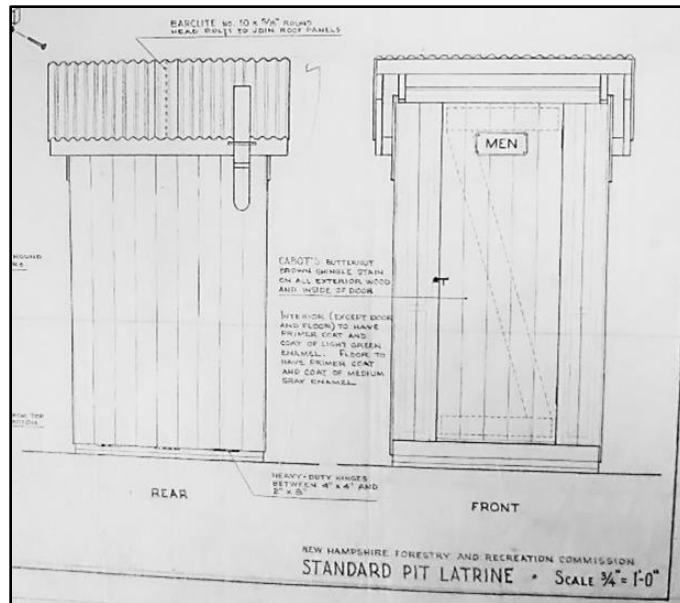 BARCLITE NO. 10 x 5/8" ROUND
HEAD BOLTS TO JOIN ROOF PANELS
MEN
ROUND
CABOT'S BUTTERNUT
BROWN SHINGLE STAIN
ON ALL EXTERIOR WOOD
AND INSIDE OF DOOR
INTERIOR (EXCEPT DOOR
AND FLOOR) TO HAVE
PRIMER COAT AND
COAT OF LIGHT GREEN
ENAMEL. FLOOR TO
HAVE PRIMER COAT
AND COAT OF MEDIUM
GRAY ENAMEL
TOP
HEAVY-DUTY HINGES
BETWEEN 4" x 4" AND
2" x 8"
REAR
FRONT
NEW HAMPSHIRE FORESTRY AND RECREATION COMMISSION
STANDARD PIT LATRINE • SCALE 3/4" = 1'-0"